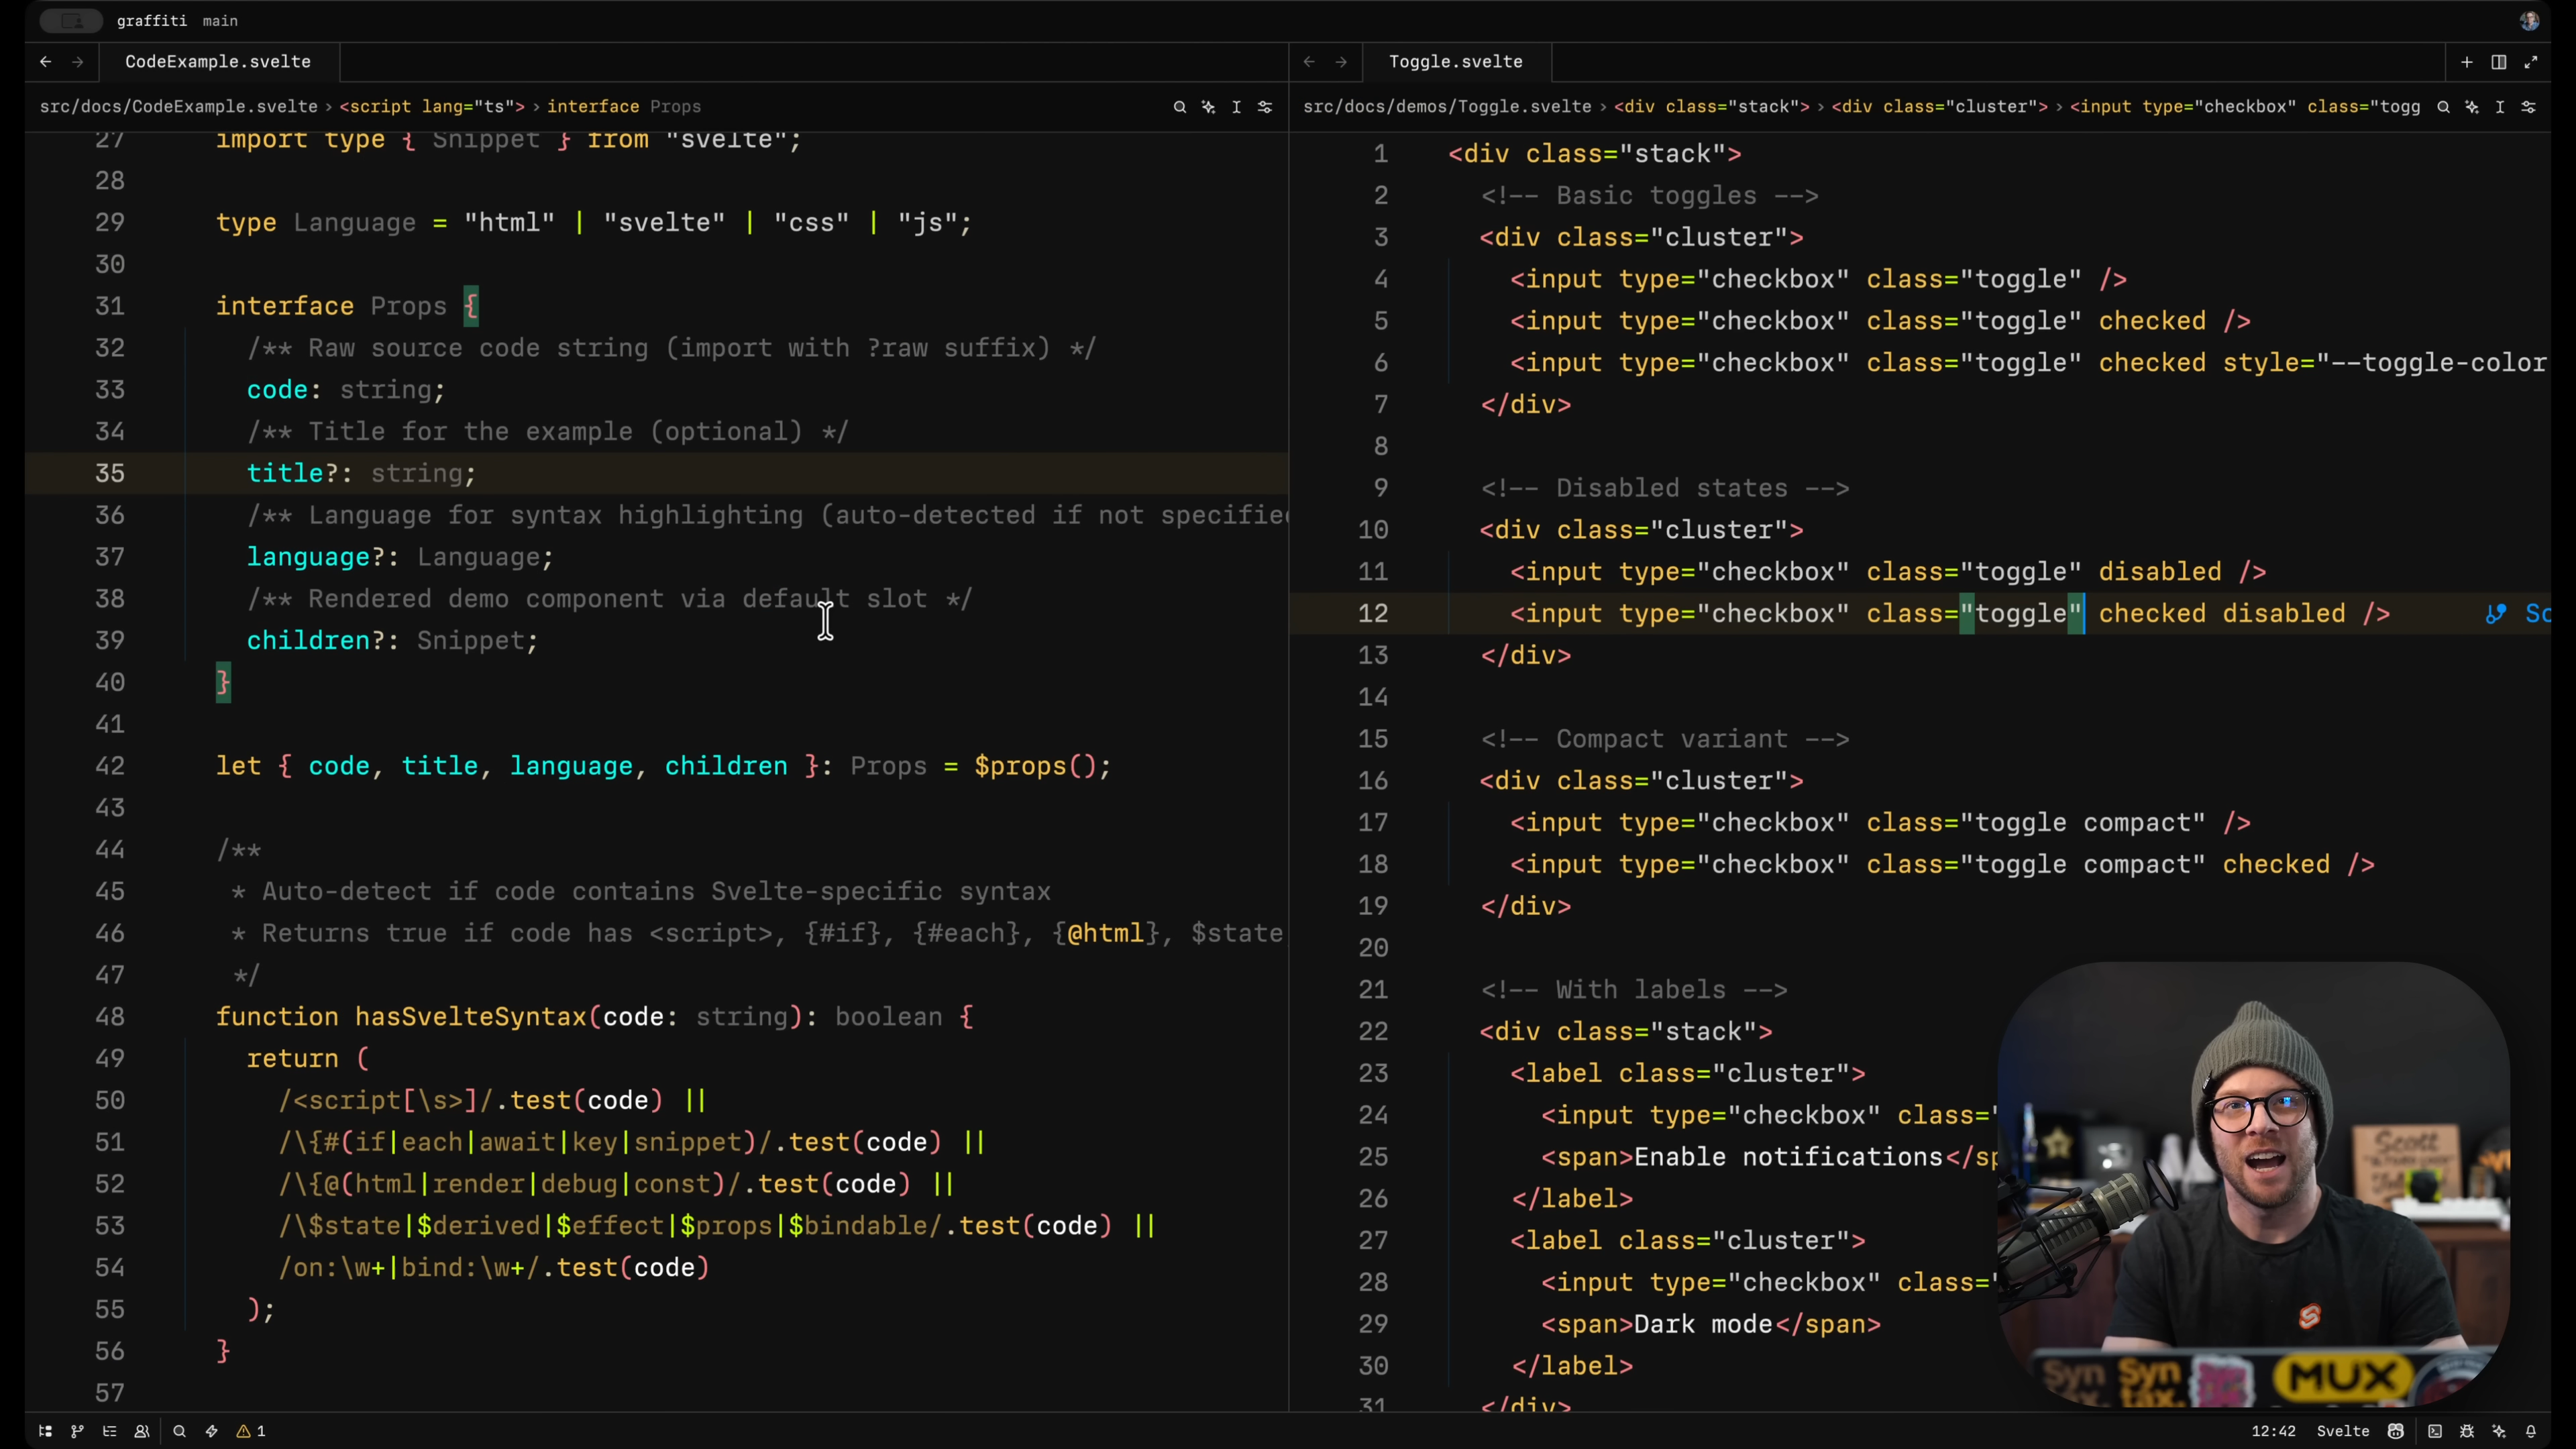 graffiti main
CodeExample.svelte
src/docs/CodeExample.svelte › <script lang="ts"> › interface Props
27 import type { Snippet } from "svelte";
28
29 type Language = "html" | "svelte" | "css" | "js";
30
31 interface Props {
32 /** Raw source code string (import with ?raw suffix) */
33 code: string;
34 /** Title for the example (optional) */
35 title?: string;
36 /** Language for syntax highlighting (auto-detected if not specified
37 language?: Language;
38 /** Rendered demo component via default slot */
39 children?: Snippet;
40 }
41
42 let { code, title, language, children }: Props = $props();
43
44 /**
45 * Auto-detect if code contains Svelte-specific syntax
46 * Returns true if code has <script>, {#if}, {#each}, {@html}, $state
47 */
48 function hasSvelteSyntax(code: string): boolean {
49 return (
50 /<script[\s>]/.test(code) ||
51 /\{#(if|each|await|key|snippet)/.test(code) ||
52 /\{@(html|render|debug|const)/.test(code) ||
53 /\$state|$derived|$effect|$props|$bindable/.test(code) ||
54 /on:\w+|bind:\w+/.test(code)
55 );
56 }
57
Toggle.svelte
src/docs/demos/Toggle.svelte › <div class="stack"> › <div class="cluster"> › <input type="checkbox" class="togg
1 <div class="stack">
2 <!-- Basic toggles -->
3 <div class="cluster">
4 <input type="checkbox" class="toggle" />
5 <input type="checkbox" class="toggle" checked />
6 <input type="checkbox" class="toggle" checked style="--toggle-color
7 </div>
8
9 <!-- Disabled states -->
10 <div class="cluster">
11 <input type="checkbox" class="toggle" disabled />
12 <input type="checkbox" class="toggle" checked disabled /> Sc
13 </div>
14
15 <!-- Compact variant -->
16 <div class="cluster">
17 <input type="checkbox" class="toggle compact" />
18 <input type="checkbox" class="toggle compact" checked />
19 </div>
20
21 <!-- With labels -->
22 <div class="stack">
23 <label class="cluster">
24 <input type="checkbox" class="
25 <span>Enable notifications</sp
26 </label>
27 <label class="cluster">
28 <input type="checkbox" class="
29 <span>Dark mode</span>
30 </label>
31 </div>
Scott
Syn
tax.
Syn
tax.
MUX
1
12:42 Svelte